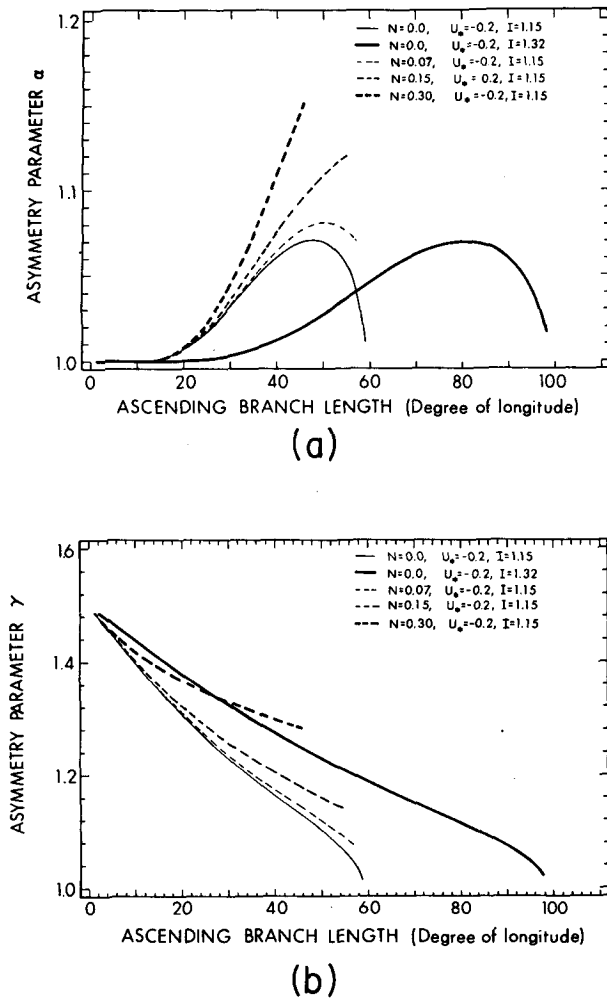 1.2
N=0.0, U*=-0.2, I=1.15
N=0.0, U*=-0.2, I=1.32
N=0.07, U*=-0.2, I=1.15
N=0.15, U*= 0.2, I=1.15
N=0.30, U*=-0.2, I=1.15
ASYMMETRY PARAMETER α
1.1
1.0
0 20 40 60 80 100
ASCENDING BRANCH LENGTH (Degree of longitude)
(a)
1.6
N=0.0, U*=-0.2, I=1.15
N=0.0, U*=-0.2, I=1.32
N=0.07, U*=-0.2, I=1.15
N=0.15, U*=-0.2, I=1.15
N=0.30, U*=-0.2, I=1.15
ASYMMETRY PARAMETER γ
1.4
1.2
1.0
0 20 40 60 80 100
ASCENDING BRANCH LENGTH (Degree of longitude)
(b)